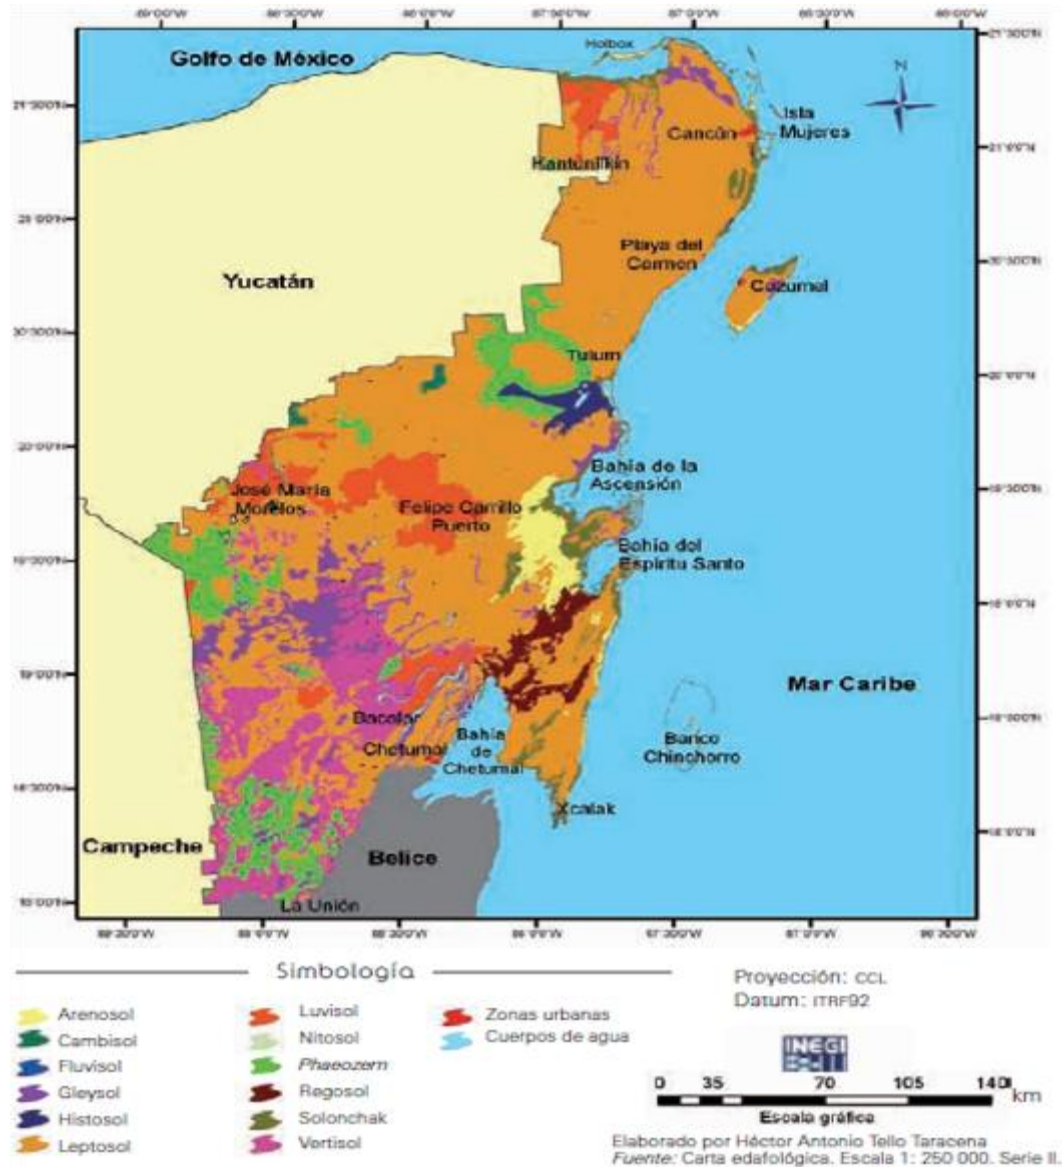 Golfo de México
Holbox
N
Isla
Mujeres
Cancún
Kantunilkín
Playa del
Carmen
Cozumel
Yucatán
Tulum
Bahía de la
Ascensión
José María
Morelos
Felipe Carrillo
Puerto
Bahía del
Espíritu Santo
Mar Caribe
Bacalar
Chetumal
Bahía
de
Chetumal
Banco
Chinchorro
Xcalak
Campeche
Belice
La Unión
Simbología
Arenosol
Cambisol
Fluvisol
Gleysol
Histosol
Leptosol
Luvisol
Nitosol
Phaeozem
Regosol
Solonchak
Vertisol
Zonas urbanas
Cuerpos de agua
Proyección: CCL
Datum: ITRF92
INEGI
0 35 70 105 140 km
Escala gráfica
Elaborado por Héctor Antonio Tello Taracena
Fuente: Carta edafológica. Escala 1: 250 000. Serie II.